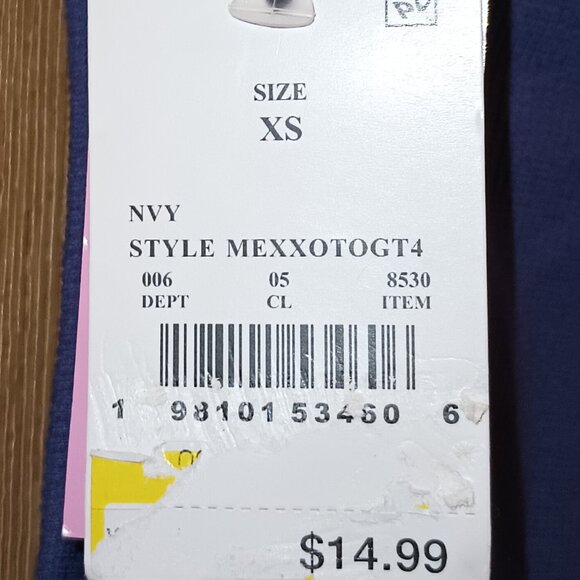 SIZE
XS
NVY
STYLE MEXXOTOGT4
006 05 8530
DEPT CL ITEM
1 98101 53460 6
$14.99